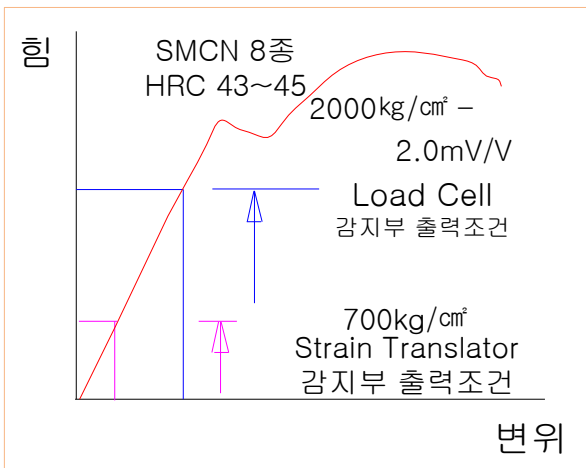 힘
SMCN 8종
HRC 43~45
2000㎏/㎠ -
2.0mV/V
Load Cell
감지부 출력조건
700kg/㎠
Strain Translator
감지부 출력조건
변위